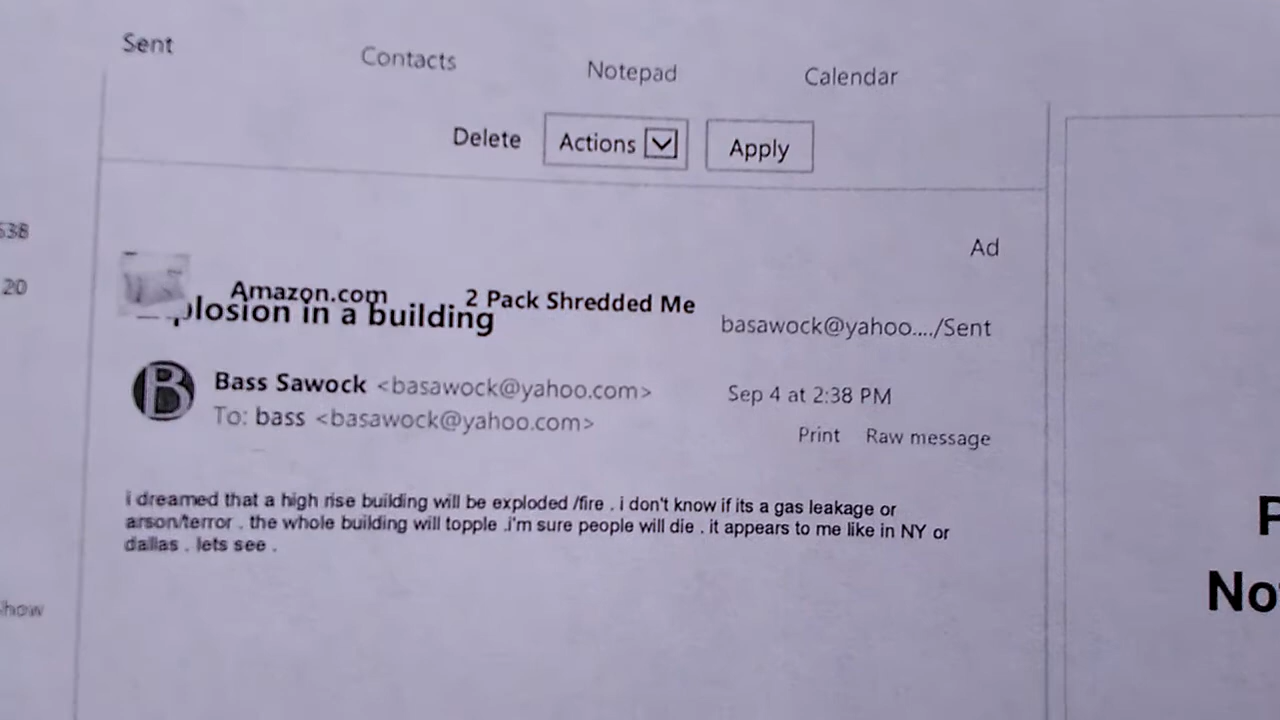 Sent
Contacts
Notepad
Calendar
Delete
Actions
Apply
538
20
Ad
Amazon.com
2 Pack Shredded Me
plosion in a building
basawock@yahoo..../Sent
B
Bass Sawock <basawock@yahoo.com>
Sep 4 at 2:38 PM
To: bass <basawock@yahoo.com>
Print Raw message
i dreamed that a high rise building will be exploded /fire . i don't know if its a gas leakage or
arson/terror . the whole building will topple .i'm sure people will die . it appears to me like in NY or
dallas . lets see .
Show
No